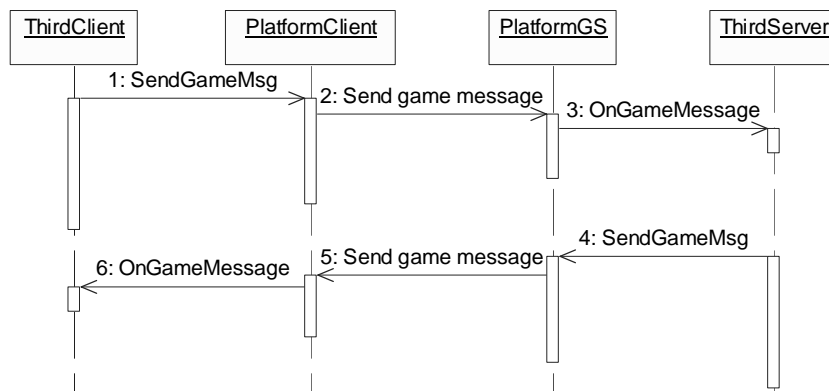 ThirdClient
PlatformClient
PlatformGS
ThirdServer
1: SendGameMsg
2: Send game message
3: OnGameMessage
4: SendGameMsg
5: Send game message
6: OnGameMessage